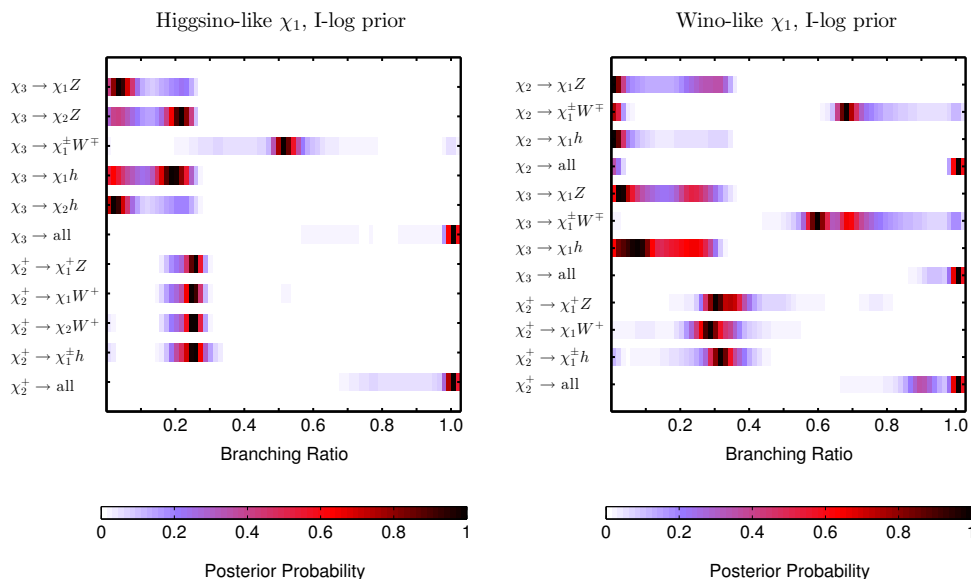 Higgsino-like χ₁, I-log prior
χ₃ → χ₁Z
χ₃ → χ₂Z
χ₃ → χ₁±W∓
χ₃ → χ₁h
χ₃ → χ₂h
χ₃ → all
χ₂⁺ → χ₁⁺Z
χ₂⁺ → χ₁W⁺
χ₂⁺ → χ₂W⁺
χ₂⁺ → χ₁±h
χ₂⁺ → all
0.2 0.4 0.6 0.8 1.0
Branching Ratio
0 0.2 0.4 0.6 0.8 1
Posterior Probability
Wino-like χ₁, I-log prior
χ₂ → χ₁Z
χ₂ → χ₁±W∓
χ₂ → χ₁h
χ₂ → all
χ₃ → χ₁Z
χ₃ → χ₁±W∓
χ₃ → χ₁h
χ₃ → all
χ₂⁺ → χ₁⁺Z
χ₂⁺ → χ₁W⁺
χ₂⁺ → χ₁±h
χ₂⁺ → all
0.2 0.4 0.6 0.8 1.0
Branching Ratio
0 0.2 0.4 0.6 0.8 1
Posterior Probability